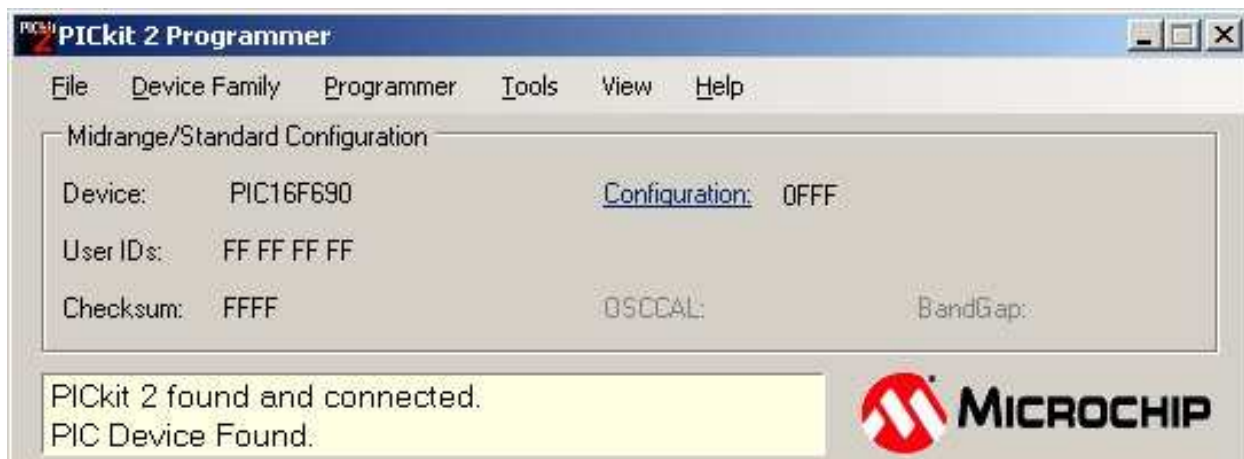 PICkit 2 Programmer
File Device Family Programmer Tools View Help
Midrange/Standard Configuration
Device: PIC16F690 Configuration: 0FFF
User IDs: FF FF FF FF
Checksum: FFFF OSCCAL: BandGap:
PICkit 2 found and connected.
PIC Device Found.
MICROCHIP